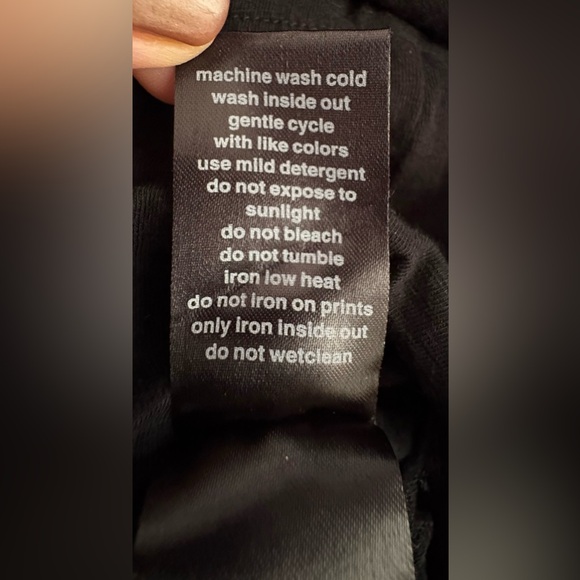 machine wash cold
wash inside out
gentle cycle
with like colors
use mild detergent
do not expose to
sunlight
do not bleach
do not tumble
iron low heat
do not iron on prints
only iron inside out
do not wetclean